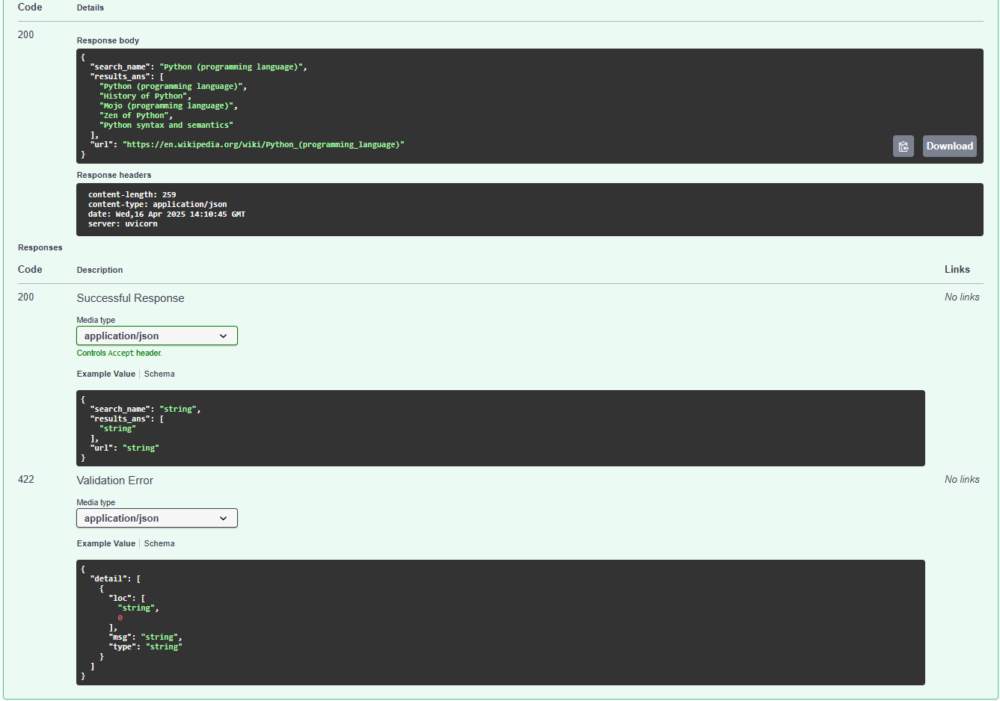 Code Details
200
Response body
{
  "search_name": "Python (programming language)",
  "results_ans": [
    "Python (programming language)",
    "History of Python",
    "Mojo (programming language)",
    "Zen of Python",
    "Python syntax and semantics"
  ],
  "url": "https://en.wikipedia.org/wiki/Python_(programming_language)"
}
Download
Response headers
content-length: 259
content-type: application/json
date: Wed,16 Apr 2025 14:10:45 GMT
server: uvicorn
Responses
Code Description Links
200 Successful Response No links
Media type
application/json
Controls Accept header.
Example Value Schema
{
  "search_name": "string",
  "results_ans": [
    "string"
  ],
  "url": "string"
}
422 Validation Error No links
Media type
application/json
Example Value Schema
{
  "detail": [
    {
      "loc": [
        "string",
        0
      ],
      "msg": "string",
      "type": "string"
    }
  ]
}